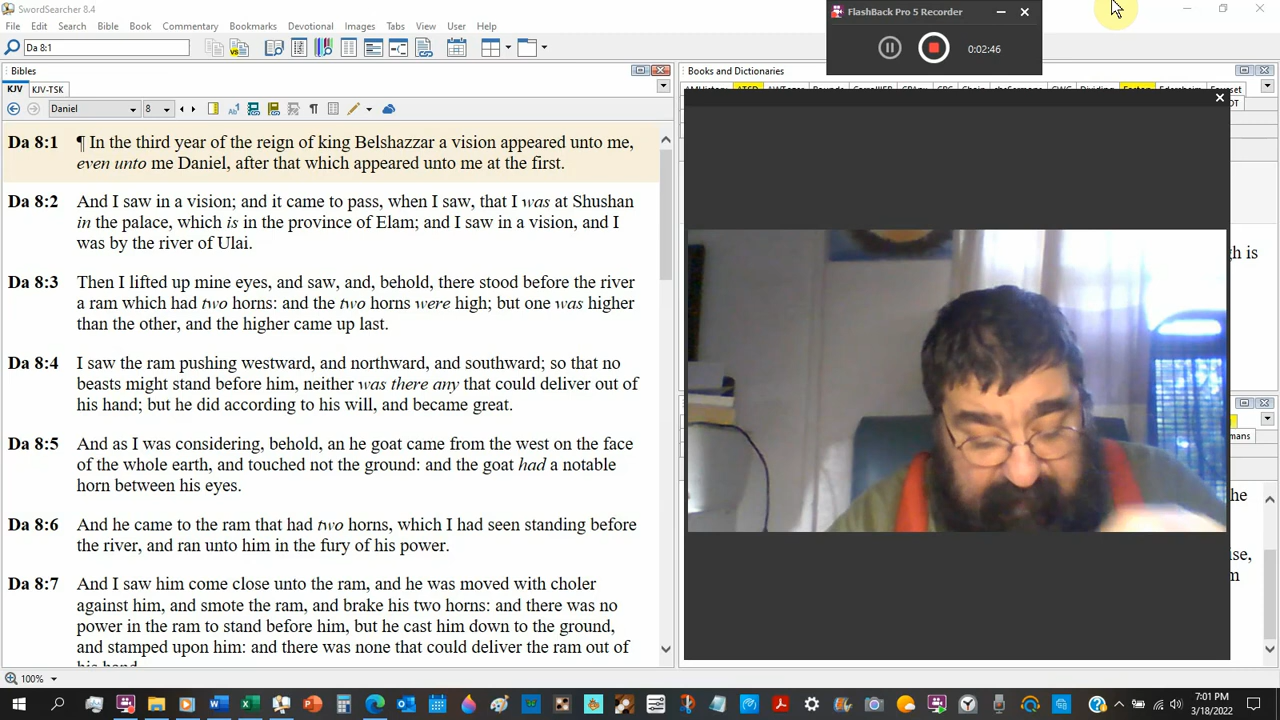 SwordSearcher 8.4
FlashBack Pro 5 Recorder
0:02:46
File Edit Search Bible Book Commentary Bookmarks Devotional Images Tabs View User Help
Da 8:1
Bibles
Books and Dictionaries
KJV KJV-TSK
Daniel 8
Da 8:1 ¶ In the third year of the reign of king Belshazzar a vision appeared unto me,
even unto me Daniel, after that which appeared unto me at the first.
Da 8:2 And I saw in a vision; and it came to pass, when I saw, that I was at Shushan
in the palace, which is in the province of Elam; and I saw in a vision, and I
was by the river of Ulai.
Da 8:3 Then I lifted up mine eyes, and saw, and, behold, there stood before the river
a ram which had two horns: and the two horns were high; but one was higher
than the other, and the higher came up last.
Da 8:4 I saw the ram pushing westward, and northward, and southward; so that no
beasts might stand before him, neither was there any that could deliver out of
his hand; but he did according to his will, and became great.
Da 8:5 And as I was considering, behold, an he goat came from the west on the face
of the whole earth, and touched not the ground: and the goat had a notable
horn between his eyes.
Da 8:6 And he came to the ram that had two horns, which I had seen standing before
the river, and ran unto him in the fury of his power.
Da 8:7 And I saw him come close unto the ram, and he was moved with choler
against him, and smote the ram, and brake his two horns: and there was no
power in the ram to stand before him, but he cast him down to the ground,
and stamped upon him: and there was none that could deliver the ram out of
his hand
100%
7:01 PM
3/18/2022